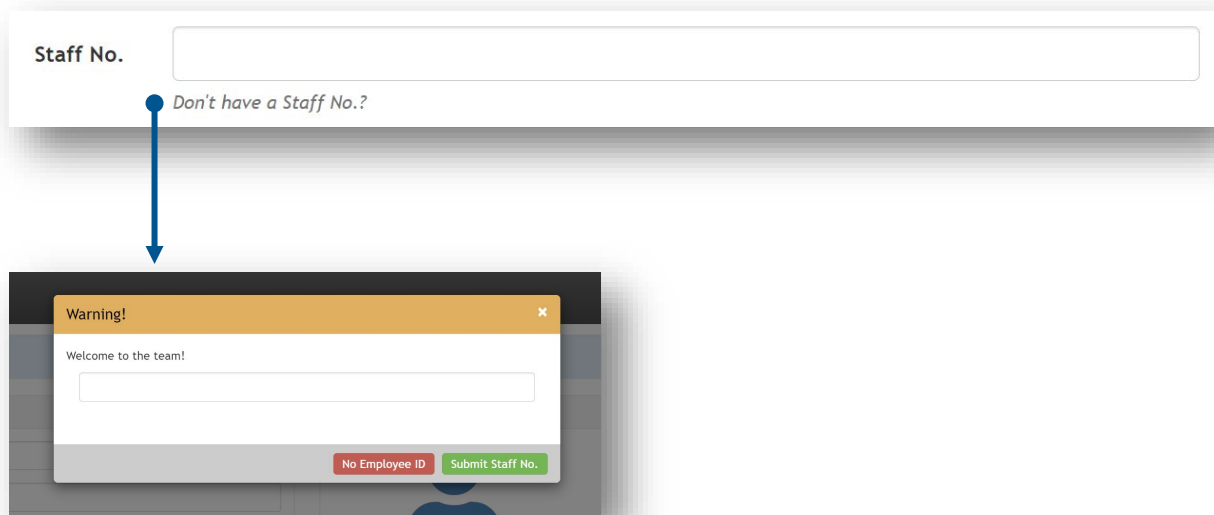 Staff No.
Don't have a Staff No.?
Warning! ×
Welcome to the team!
No Employee ID Submit Staff No.